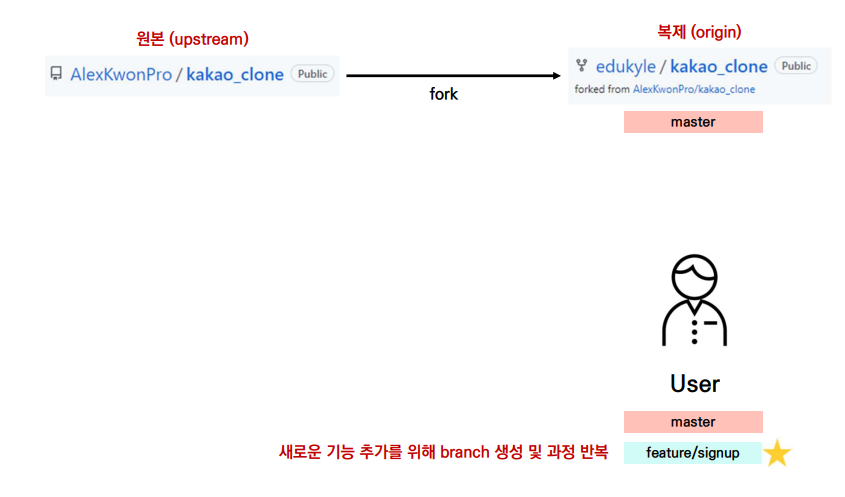 원본 (upstream)
복제 (origin)
AlexKwonPro / kakao_clone Public
edukyle / kakao_clone Public
forked from AlexKwonPro/kakao_clone
fork
master
User
master
새로운 기능 추가를 위해 branch 생성 및 과정 반복
feature/signup